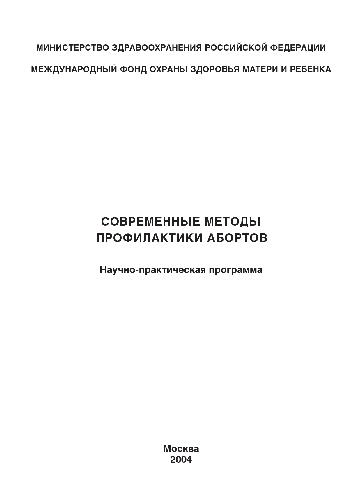 МИНИСТЕРСТВО ЗДРАВООХРАНЕНИЯ РОССИЙСКОЙ ФЕДЕРАЦИИ
МЕЖДУНАРОДНЫЙ ФОНД ОХРАНЫ ЗДОРОВЬЯ МАТЕРИ И РЕБЕНКА
СОВРЕМЕННЫЕ МЕТОДЫ
ПРОФИЛАКТИКИ АБОРТОВ
Научно-практическая программа
Москва
2004